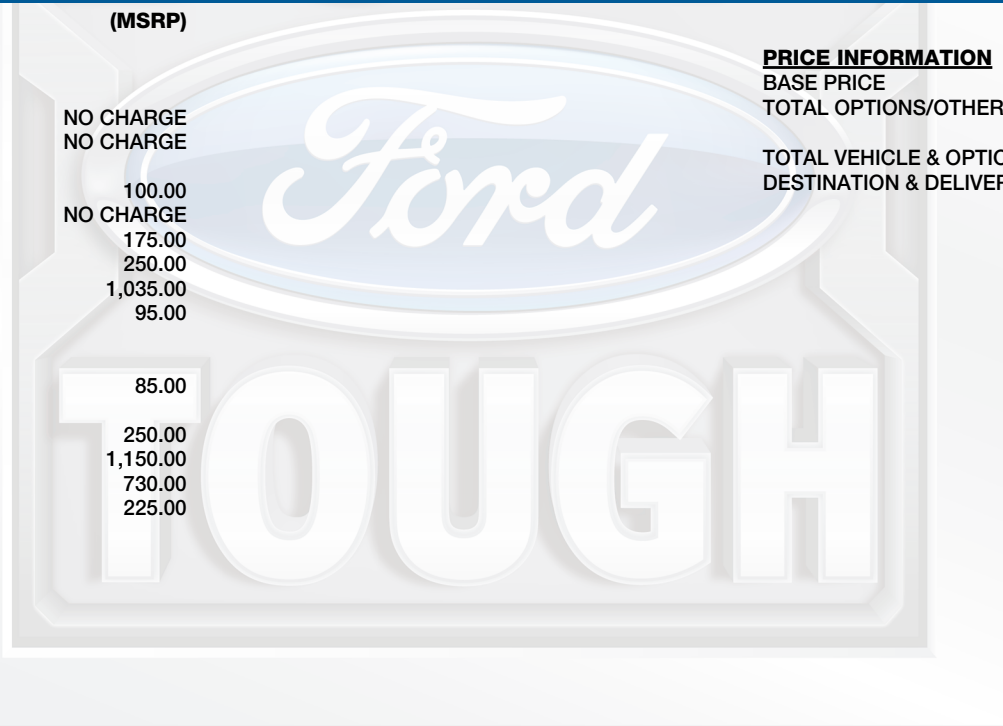 (MSRP)
NO CHARGE
NO CHARGE
100.00
NO CHARGE
175.00
250.00
1,035.00
95.00
85.00
250.00
1,150.00
730.00
225.00
PRICE INFORMATION
BASE PRICE
TOTAL OPTIONS/OTHER
TOTAL VEHICLE & OPTIO
DESTINATION & DELIVER
Ford
TOUGH